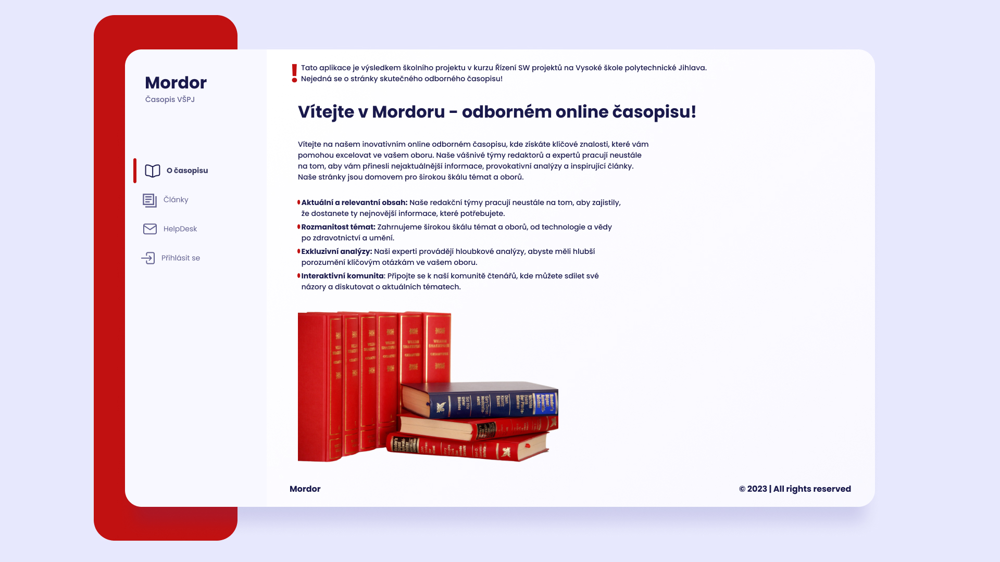 Mordor
Časopis VŠPJ
O časopisu
Články
HelpDesk
Přihlásit se
! Tato aplikace je výsledkem školního projektu v kurzu Řízení SW projektů na Vysoké škole polytechnické Jihlava.
Nejedná se o stránky skutečného odborného časopisu!
Vítejte v Mordoru - odborném online časopisu!
Vítejte na našem inovativním online odborném časopisu, kde získáte klíčové znalosti, které vám
pomohou excelovat ve vašem oboru. Naše vášnivé týmy redaktorů a expertů pracují neustále
na tom, aby vám přinesli nejaktuálnější informace, provokativní analýzy a inspirující články.
Naše stránky jsou domovem pro širokou škálu témat a oborů.
Aktuální a relevantní obsah: Naše redakční týmy pracují neustále na tom, aby zajistily,
že dostanete ty nejnovější informace, které potřebujete.
Rozmanitost témat: Zahrnujeme širokou škálu témat a oborů, od technologie a vědy
po zdravotnictví a umění.
Exkluzivní analýzy: Naši experti provádějí hloubkové analýzy, abyste měli hlubší
porozumění klíčovým otázkám ve vašem oboru.
Interaktivní komunita: Připojte se k naší komunitě čtenářů, kde můžete sdílet své
názory a diskutovat o aktuálních tématech.
WILLIAM
Mordor
© 2023 | All rights reserved